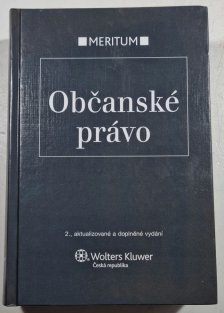 MERITUM
Občanské
právo
2., aktualizované a doplněné vydání
Wolters Kluwer
Česká republika